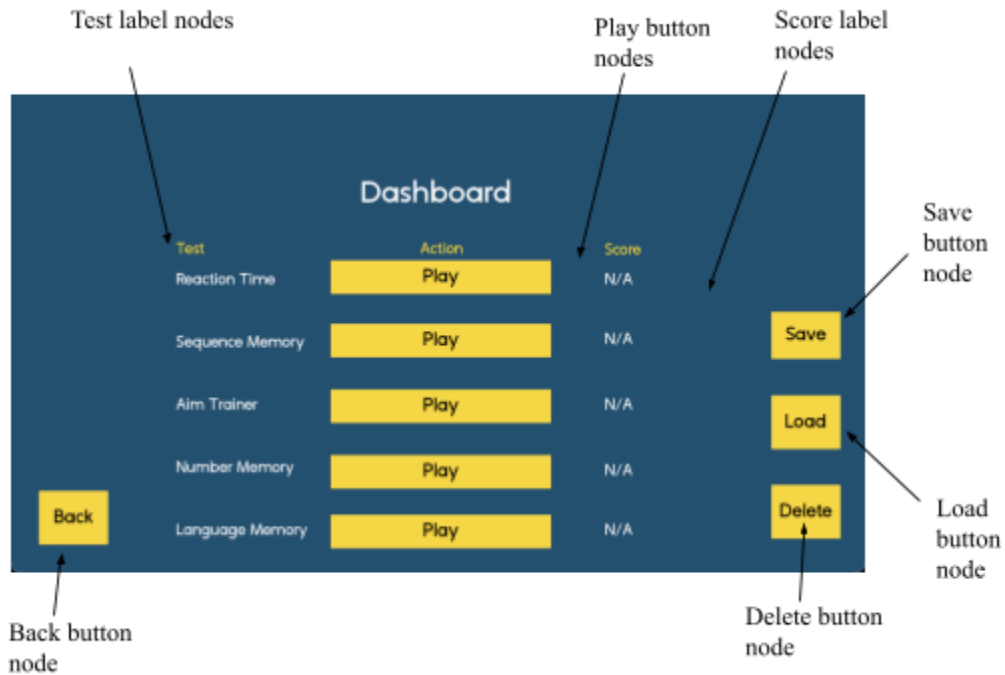 Test label nodes
Play button
nodes
Score label
nodes
Dashboard
Test Action Score
Reaction Time Play N/A
Sequence Memory Play N/A
Aim Trainer Play N/A
Number Memory Play N/A
Language Memory Play N/A
Save
Load
Delete
Back
Save
button
node
Load
button
node
Delete button
node
Back button
node